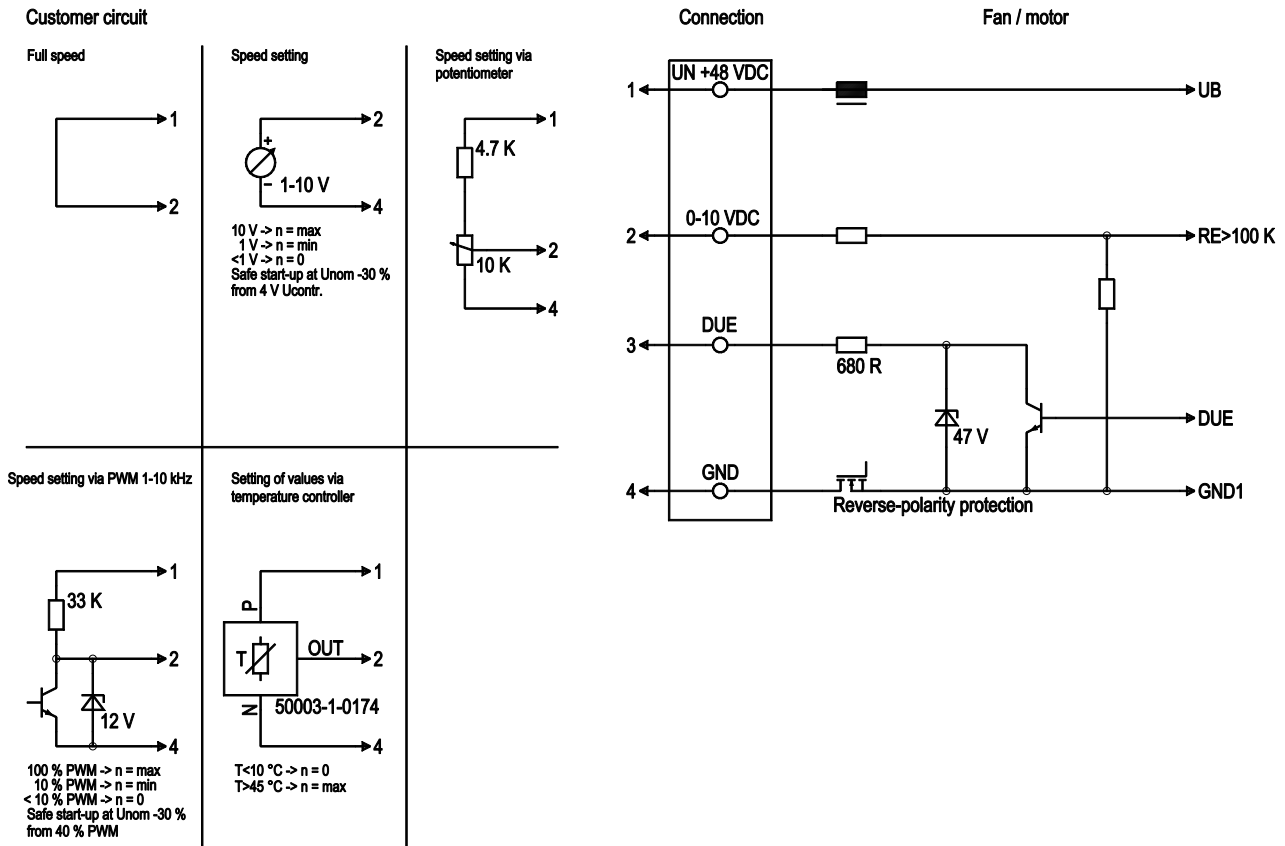 Customer circuit
Connection
Fan / motor
Full speed
1
2
Speed setting
2
+
−
1-10 V
4
10 V -> n = max
1 V -> n = min
<1 V -> n = 0
Safe start-up at Unom -30 %
from 4 V Ucontr.
Speed setting via
potentiometer
1
4.7 K
2
10 K
4
UN +48 VDC
1
UB
0-10 VDC
2
RE>100 K
DUE
3
680 R
47 V
DUE
GND
4
GND1
Reverse-polarity protection
Speed setting via PWM 1-10 kHz
1
33 K
2
12 V
4
100 % PWM -> n = max
10 % PWM -> n = min
< 10 % PWM -> n = 0
Safe start-up at Unom -30 %
from 40 % PWM
Setting of values via
temperature controller
1
P
T
OUT
2
N
50003-1-0174
4
T<10 °C -> n = 0
T>45 °C -> n = max